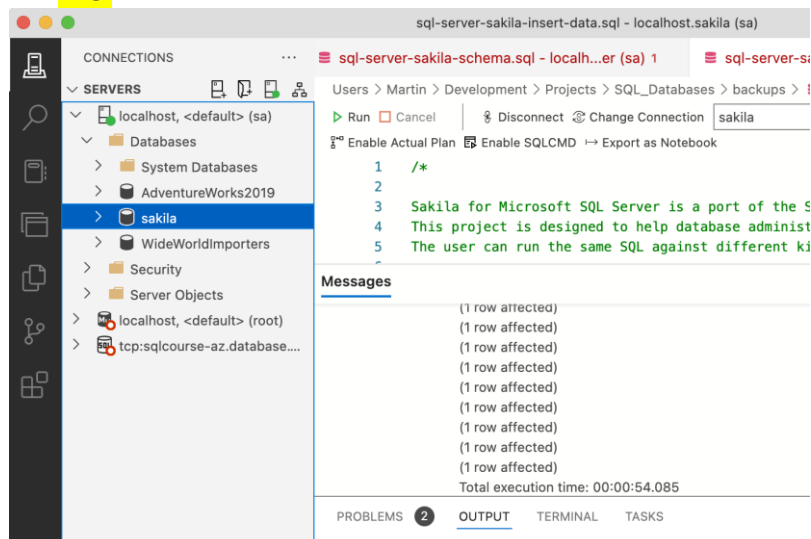 sql-server-sakila-insert-data.sql - localhost.sakila (sa)
CONNECTIONS ...
sql-server-sakila-schema.sql - localh...er (sa) 1
sql-server-sa
SERVERS
Users > Martin > Development > Projects > SQL_Databases > backups >
localhost, <default> (sa)
Run Cancel Disconnect Change Connection sakila
Databases
Enable Actual Plan Enable SQLCMD Export as Notebook
System Databases
AdventureWorks2019
sakila
WideWorldImporters
Security
Server Objects
localhost, <default> (root)
tcp:sqlcourse-az.database....
1 /*
2
3 Sakila for Microsoft SQL Server is a port of the S
4 This project is designed to help database administ
5 The user can run the same SQL against different ki
Messages
(1 row affected)
(1 row affected)
(1 row affected)
(1 row affected)
(1 row affected)
(1 row affected)
(1 row affected)
(1 row affected)
(1 row affected)
Total execution time: 00:00:54.085
PROBLEMS 2 OUTPUT TERMINAL TASKS